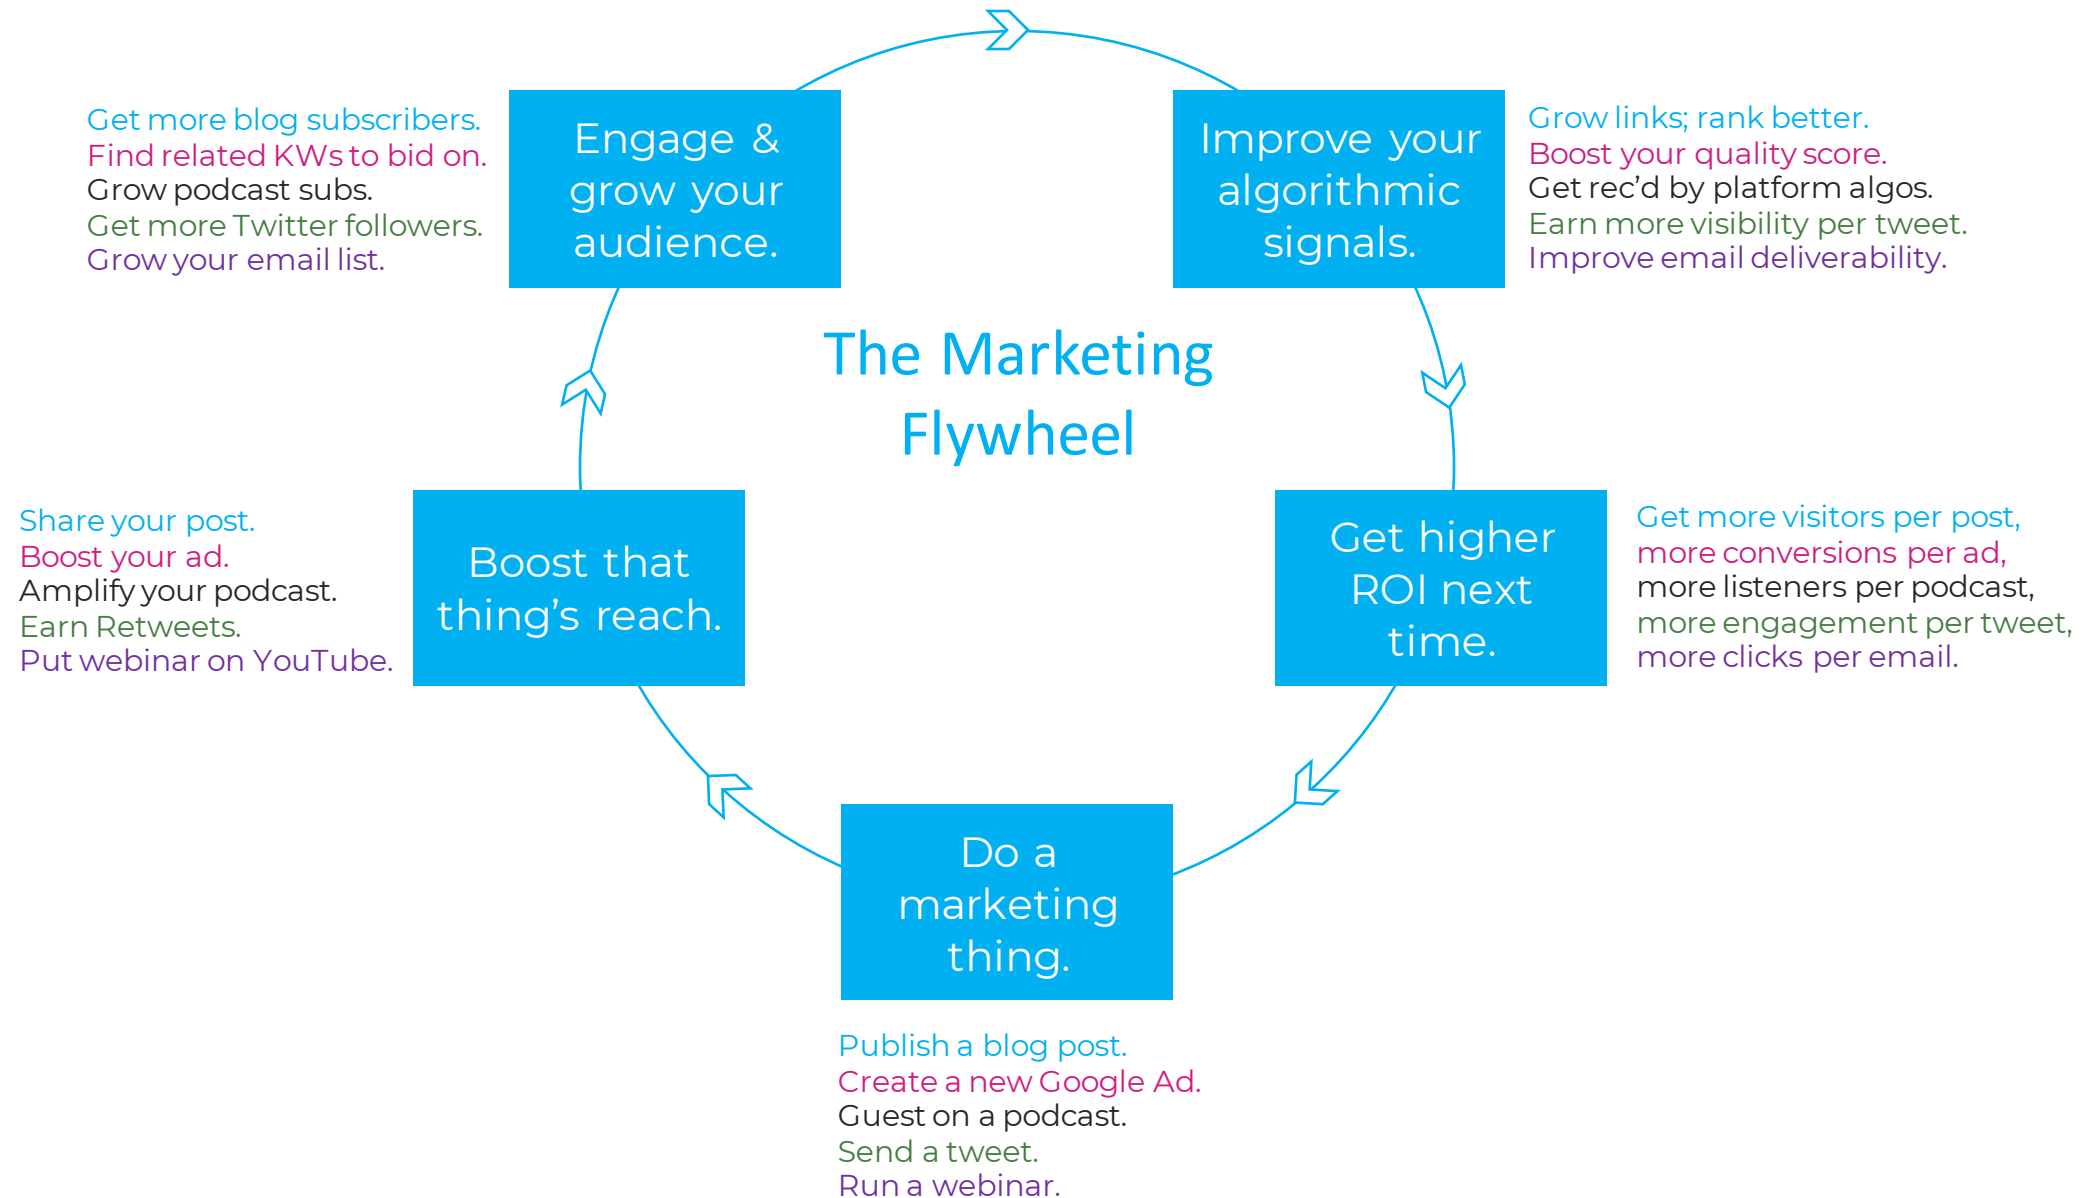 Get more blog subscribers.
Find related KWs to bid on.
Grow podcast subs.
Get more Twitter followers.
Grow your email list.
Engage &
grow your
audience.
Improve your
algorithmic
signals.
Grow links; rank better.
Boost your quality score.
Get rec’d by platform algos.
Earn more visibility per tweet.
Improve email deliverability.
The Marketing
Flywheel
Share your post.
Boost your ad.
Amplify your podcast.
Earn Retweets.
Put webinar on YouTube.
Boost that
thing’s reach.
Get higher
ROI next
time.
Get more visitors per post,
more conversions per ad,
more listeners per podcast,
more engagement per tweet,
more clicks per email.
Do a
marketing
thing.
Publish a blog post.
Create a new Google Ad.
Guest on a podcast.
Send a tweet.
Run a webinar.